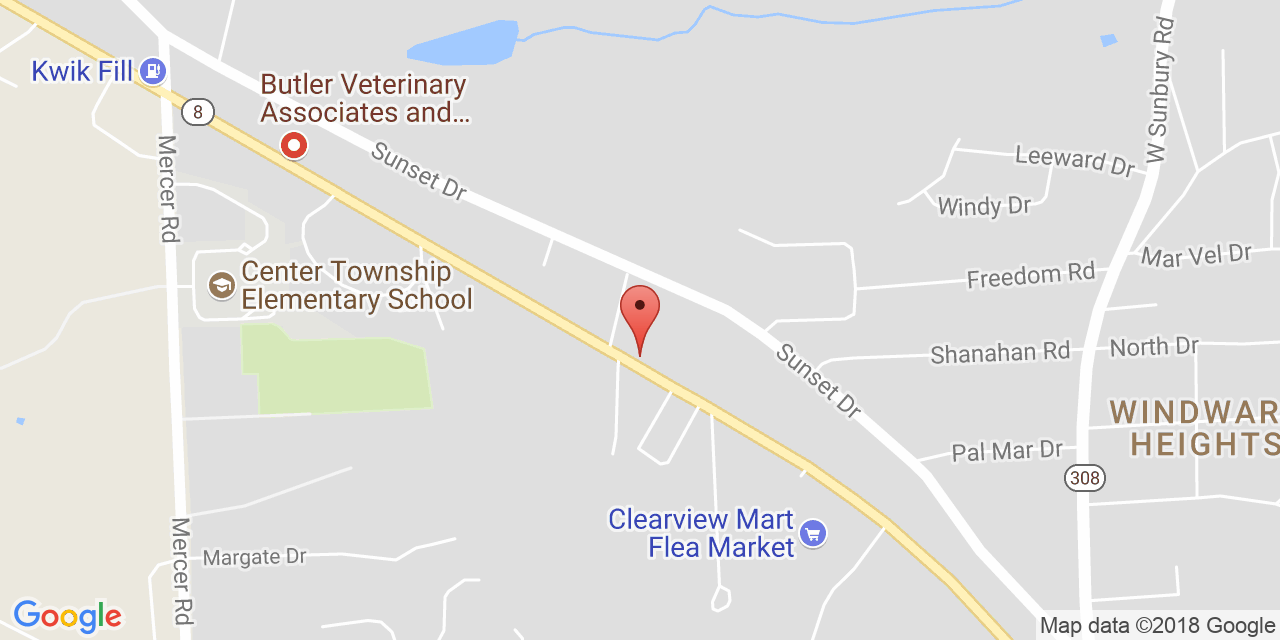 Kwik Fill
Butler Veterinary
Associates and...
8
Mercer Rd
Sunset Dr
W Sunbury Rd
Leeward Dr
Windy Dr
Mar Vel Dr
Freedom Rd
Center Township
Elementary School
Shanahan Rd
North Dr
Sunset Dr
WINDWAR
HEIGHTS
Pal Mar Dr
308
Clearview Mart
Flea Market
Mercer Rd
Margate Dr
Google
Map data ©2018 Google